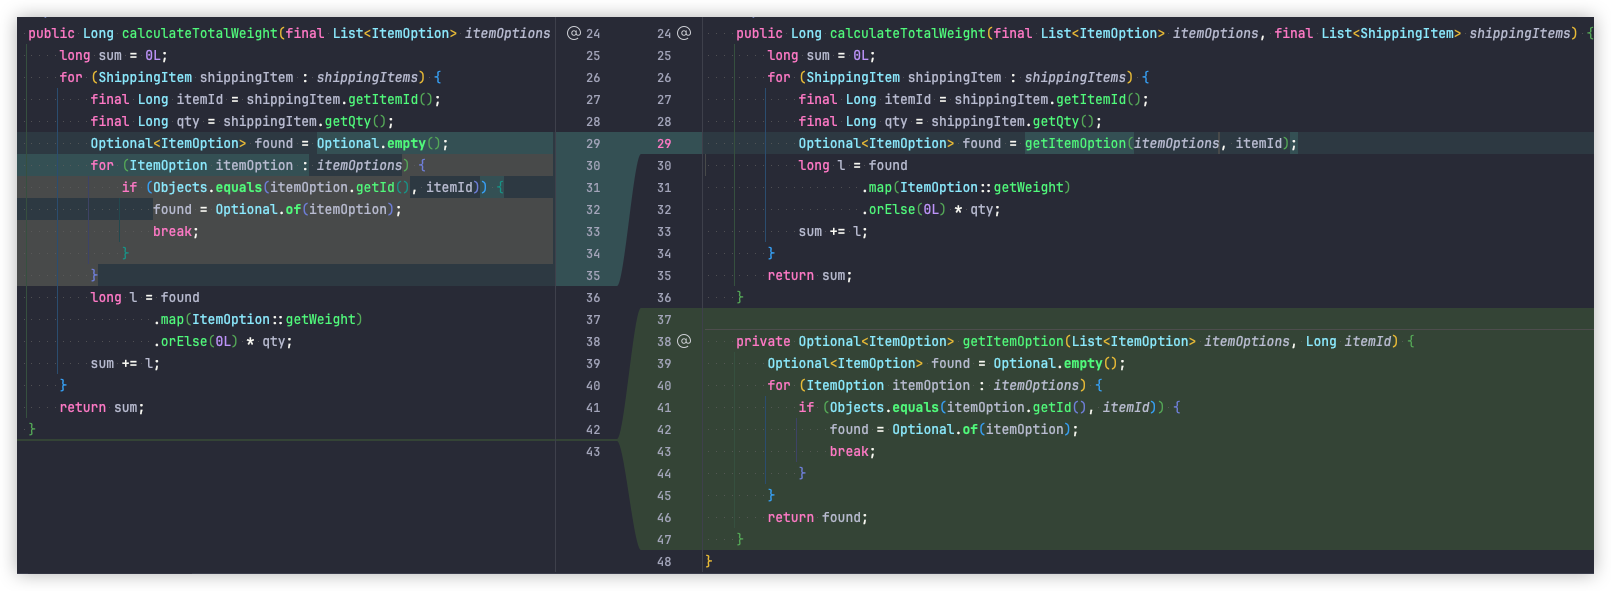 public Long calculateTotalWeight(final List<ItemOption> itemOptions
long sum = 0L;
for (ShippingItem shippingItem : shippingItems) {
final Long itemId = shippingItem.getItemId();
final Long qty = shippingItem.getQty();
Optional<ItemOption> found = Optional.empty();
for (ItemOption itemOption : itemOptions) {
if (Objects.equals(itemOption.getId(), itemId)) {
found = Optional.of(itemOption);
break;
}
}
long l = found
.map(ItemOption::getWeight)
.orElse(0L) * qty;
sum += l;
}
return sum;
}
@ 24
25
26
27
28
29
30
31
32
33
34
35
36
37
38
39
40
41
42
43
24 @
25
26
27
28
29
30
31
32
33
34
35
36
37
38 @
39
40
41
42
43
44
45
46
47
48
public Long calculateTotalWeight(final List<ItemOption> itemOptions, final List<ShippingItem> shippingItems) {
long sum = 0L;
for (ShippingItem shippingItem : shippingItems) {
final Long itemId = shippingItem.getItemId();
final Long qty = shippingItem.getQty();
Optional<ItemOption> found = getItemOption(itemOptions, itemId);
long l = found
.map(ItemOption::getWeight)
.orElse(0L) * qty;
sum += l;
}
return sum;
}
private Optional<ItemOption> getItemOption(List<ItemOption> itemOptions, Long itemId) {
Optional<ItemOption> found = Optional.empty();
for (ItemOption itemOption : itemOptions) {
if (Objects.equals(itemOption.getId(), itemId)) {
found = Optional.of(itemOption);
break;
}
}
return found;
}
}